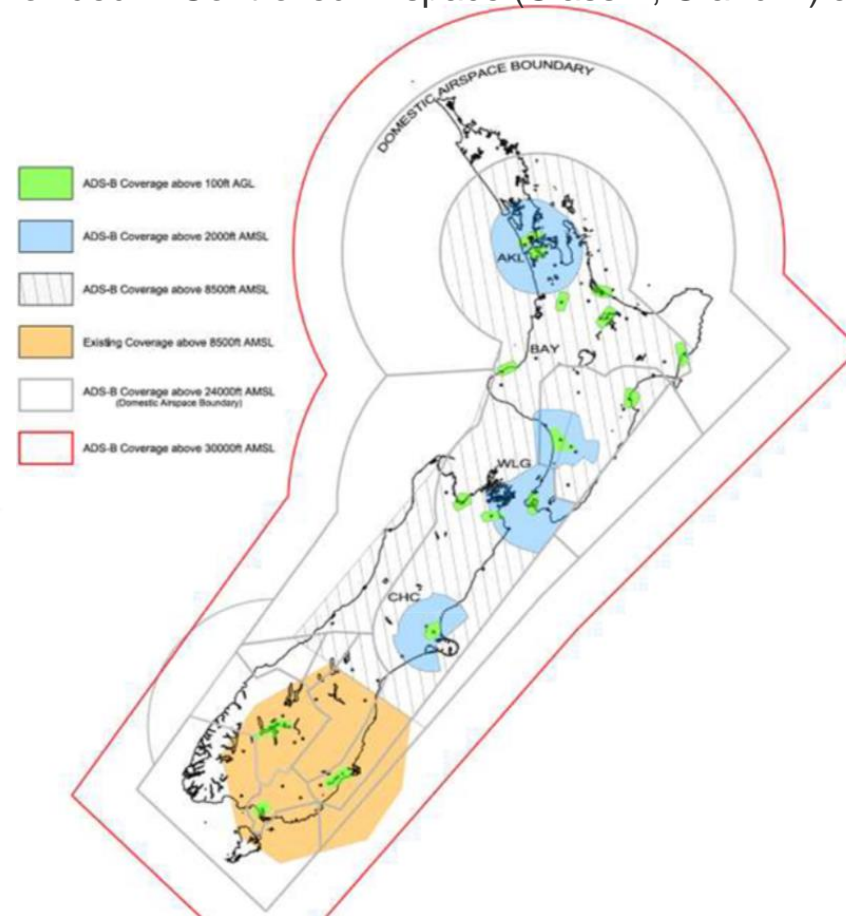 DOMESTIC AIRSPACE BOUNDARY
ADS-B Coverage above 100ft AGL
ADS-B Coverage above 2000ft AMSL
ADS-B Coverage above 8500ft AMSL
Existing Coverage above 8500ft AMSL
ADS-B Coverage above 24000ft AMSL
(Domestic Airspace Boundary)
ADS-B Coverage above 30000ft AMSL
AKL
BAY
WLG
CHC